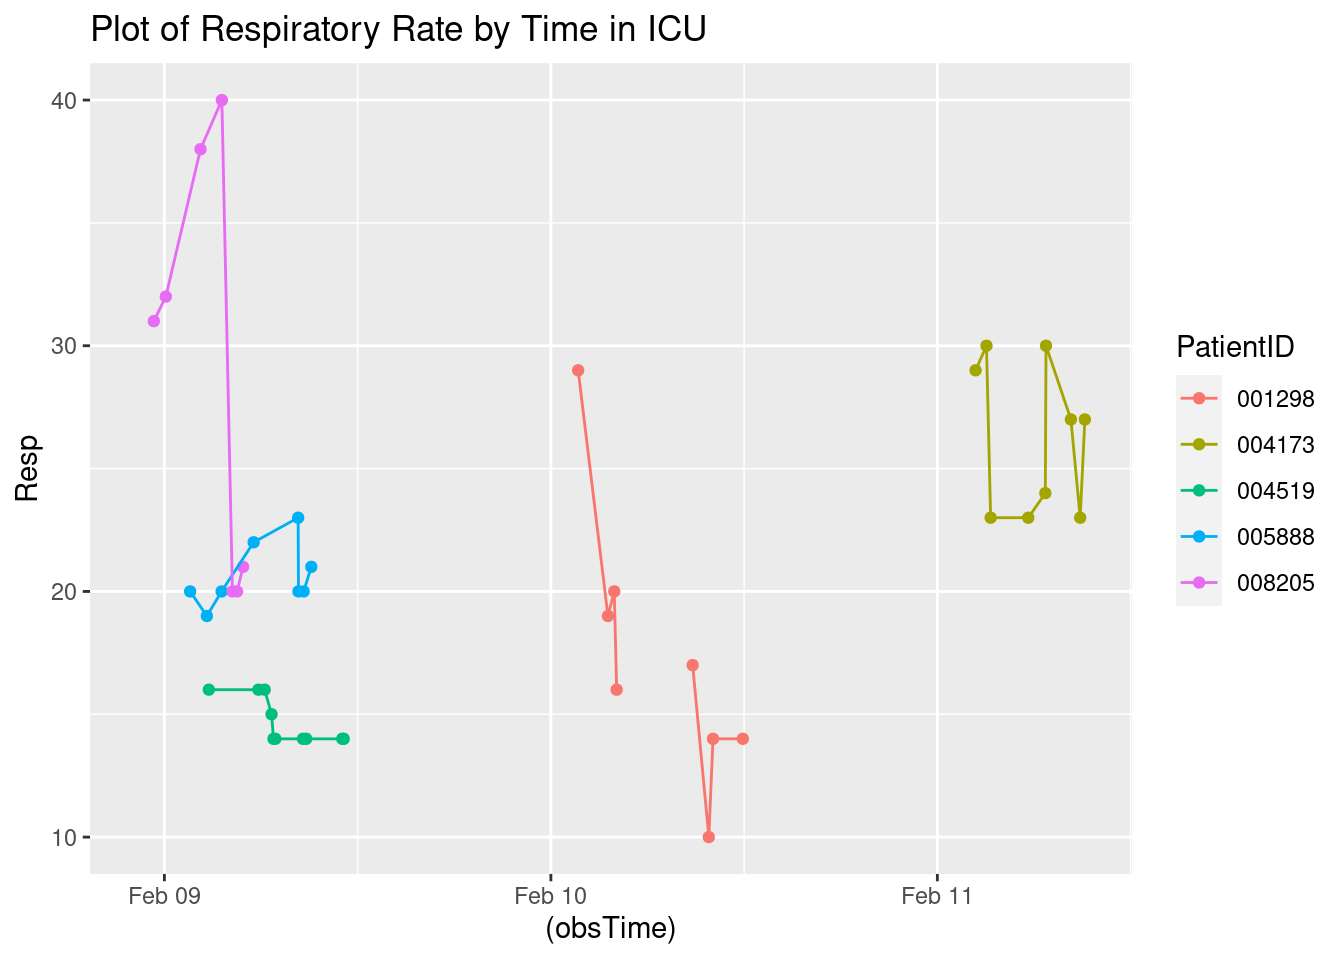 Plot of Respiratory Rate by Time in ICU
40
30
20
10
Resp
Feb 09
Feb 10
Feb 11
(obsTime)
PatientID
001298
004173
004519
005888
008205